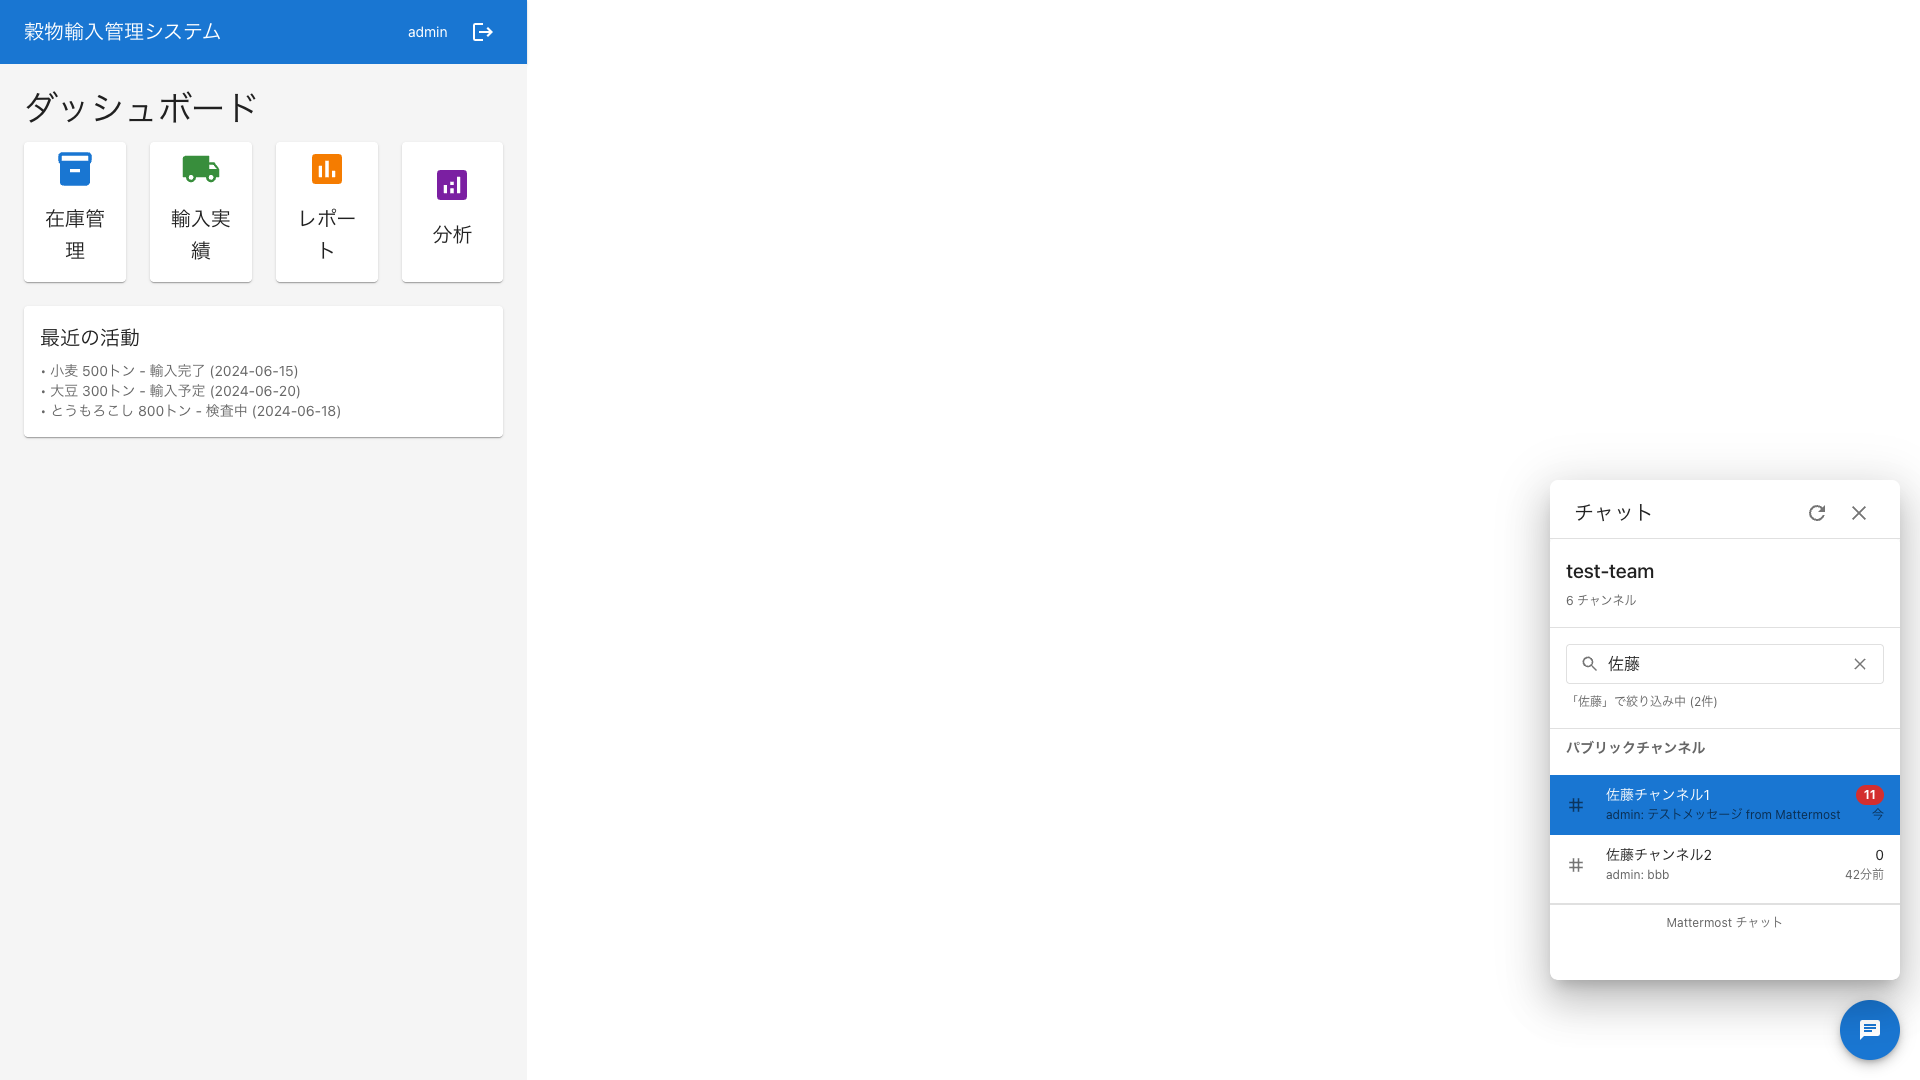 穀物輸入管理システム
admin
ダッシュボード
在庫管
理
輸入実
績
レポー
ト
分析
最近の活動
• 小麦 500トン - 輸入完了 (2024-06-15)
• 大豆 300トン - 輸入予定 (2024-06-20)
• とうもろこし 800トン - 検査中 (2024-06-18)
チャット
test-team
6 チャンネル
佐藤
「佐藤」で絞り込み中 (2件)
パブリックチャンネル
佐藤チャンネル1
11
admin: テストメッセージ from Mattermost
今
佐藤チャンネル2
0
admin: bbb
42分前
Mattermost チャット